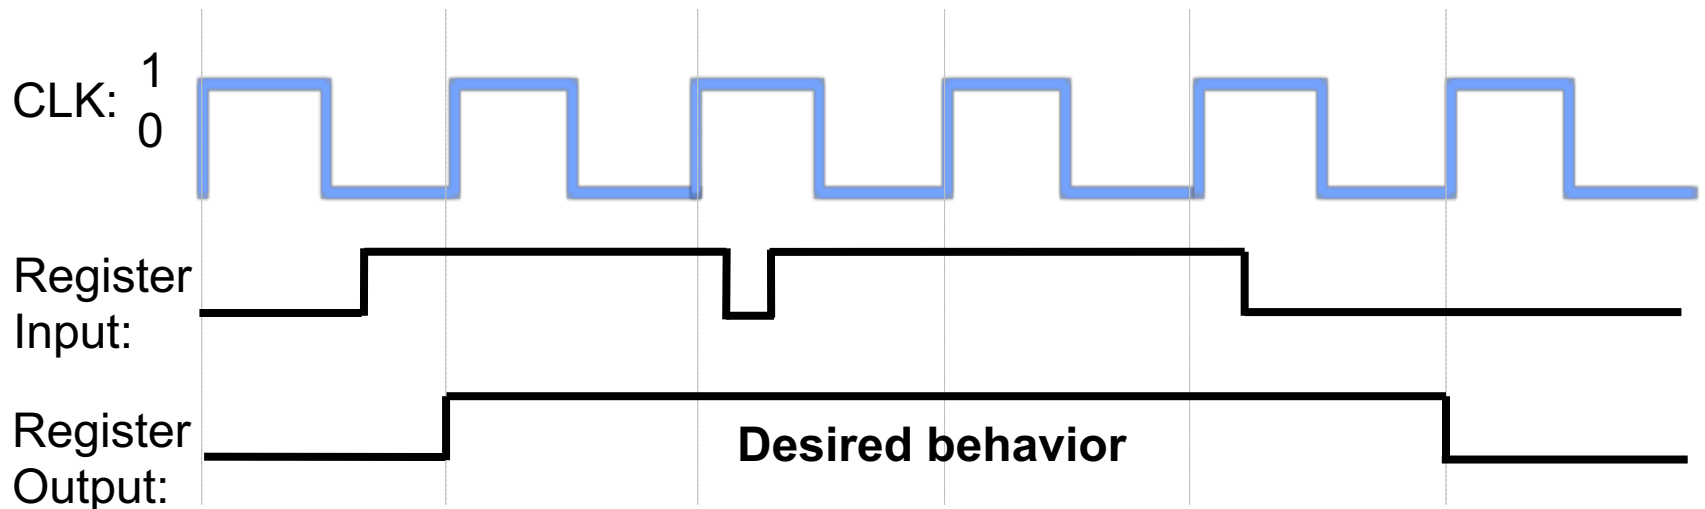 CLK: 1
0
Register
Input:
Register
Output:
Desired behavior